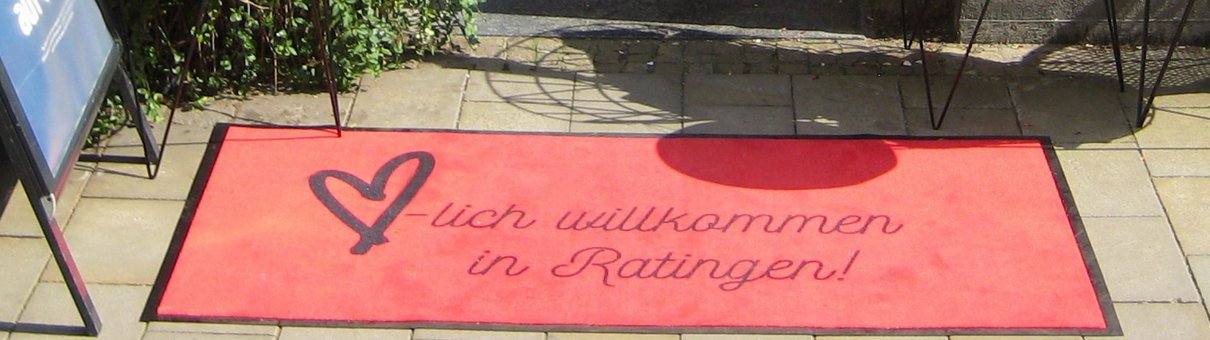 -lich willkommen
in Ratingen!